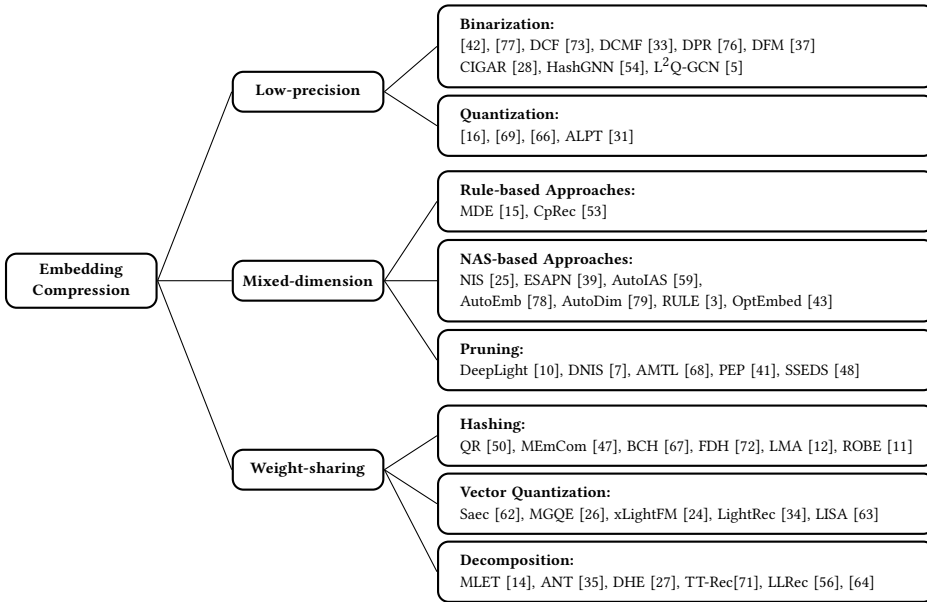 Embedding
Compression
Low-precision
Binarization:
[42], [77], DCF [73], DCMF [33], DPR [76], DFM [37]
CIGAR [28], HashGNN [54], L²Q-GCN [5]
Quantization:
[16], [69], [66], ALPT [31]
Mixed-dimension
Rule-based Approaches:
MDE [15], CpRec [53]
NAS-based Approaches:
NIS [25], ESAPN [39], AutoIAS [59],
AutoEmb [78], AutoDim [79], RULE [3], OptEmbed [43]
Pruning:
DeepLight [10], DNIS [7], AMTL [68], PEP [41], SSEDS [48]
Weight-sharing
Hashing:
QR [50], MEmCom [47], BCH [67], FDH [72], LMA [12], ROBE [11]
Vector Quantization:
Saec [62], MGQE [26], xLightFM [24], LightRec [34], LISA [63]
Decomposition:
MLET [14], ANT [35], DHE [27], TT-Rec[71], LLRec [56], [64]